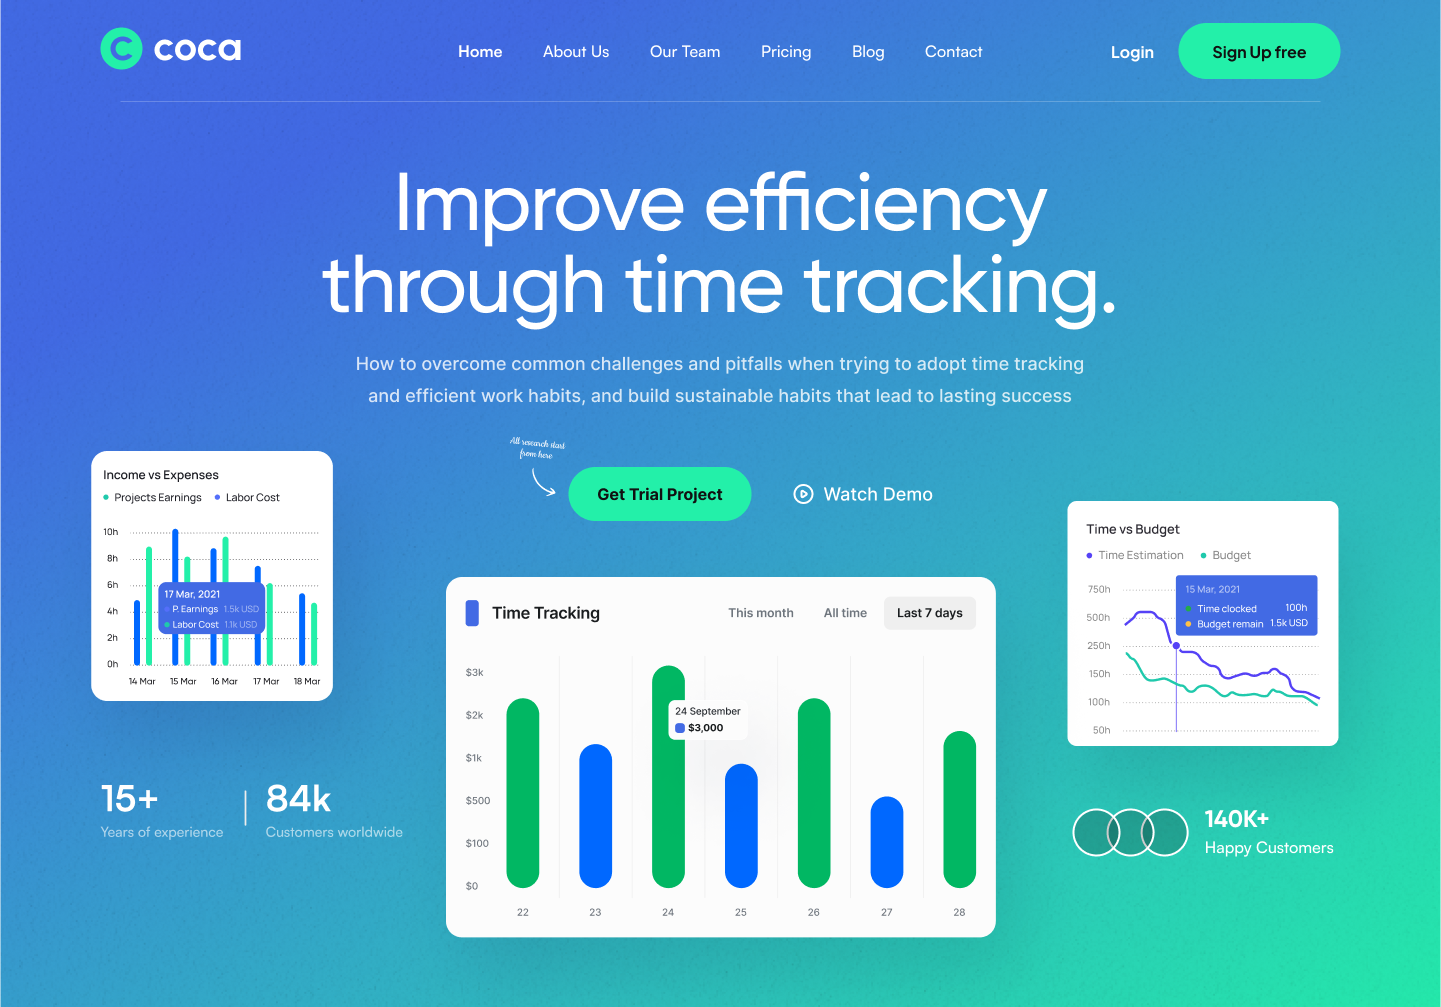 coca
Home About Us Our Team Pricing Blog Contact
Login Sign Up free
Improve efficiency
through time tracking.
How to overcome common challenges and pitfalls when trying to adopt time tracking
and efficient work habits, and build sustainable habits that lead to lasting success
All research start
from here
Get Trial Project Watch Demo
Income vs Expenses
Projects Earnings Labor Cost
10h
8h
6h
4h
2h
0h
17 Mar, 2021
P. Earnings 1.5k USD
Labor Cost 1.1k USD
14 Mar 15 Mar 16 Mar 17 Mar 18 Mar
15+
Years of experience
84k
Customers worldwide
Time Tracking
This month All time Last 7 days
$3k
$2k
$1k
$500
$100
$0
24 September
$3,000
22 23 24 25 26 27 28
Time vs Budget
Time Estimation Budget
750h
500h
250h
150h
100h
50h
15 Mar, 2021
Time clocked 100h
Budget remain 1.5k USD
140K+
Happy Customers